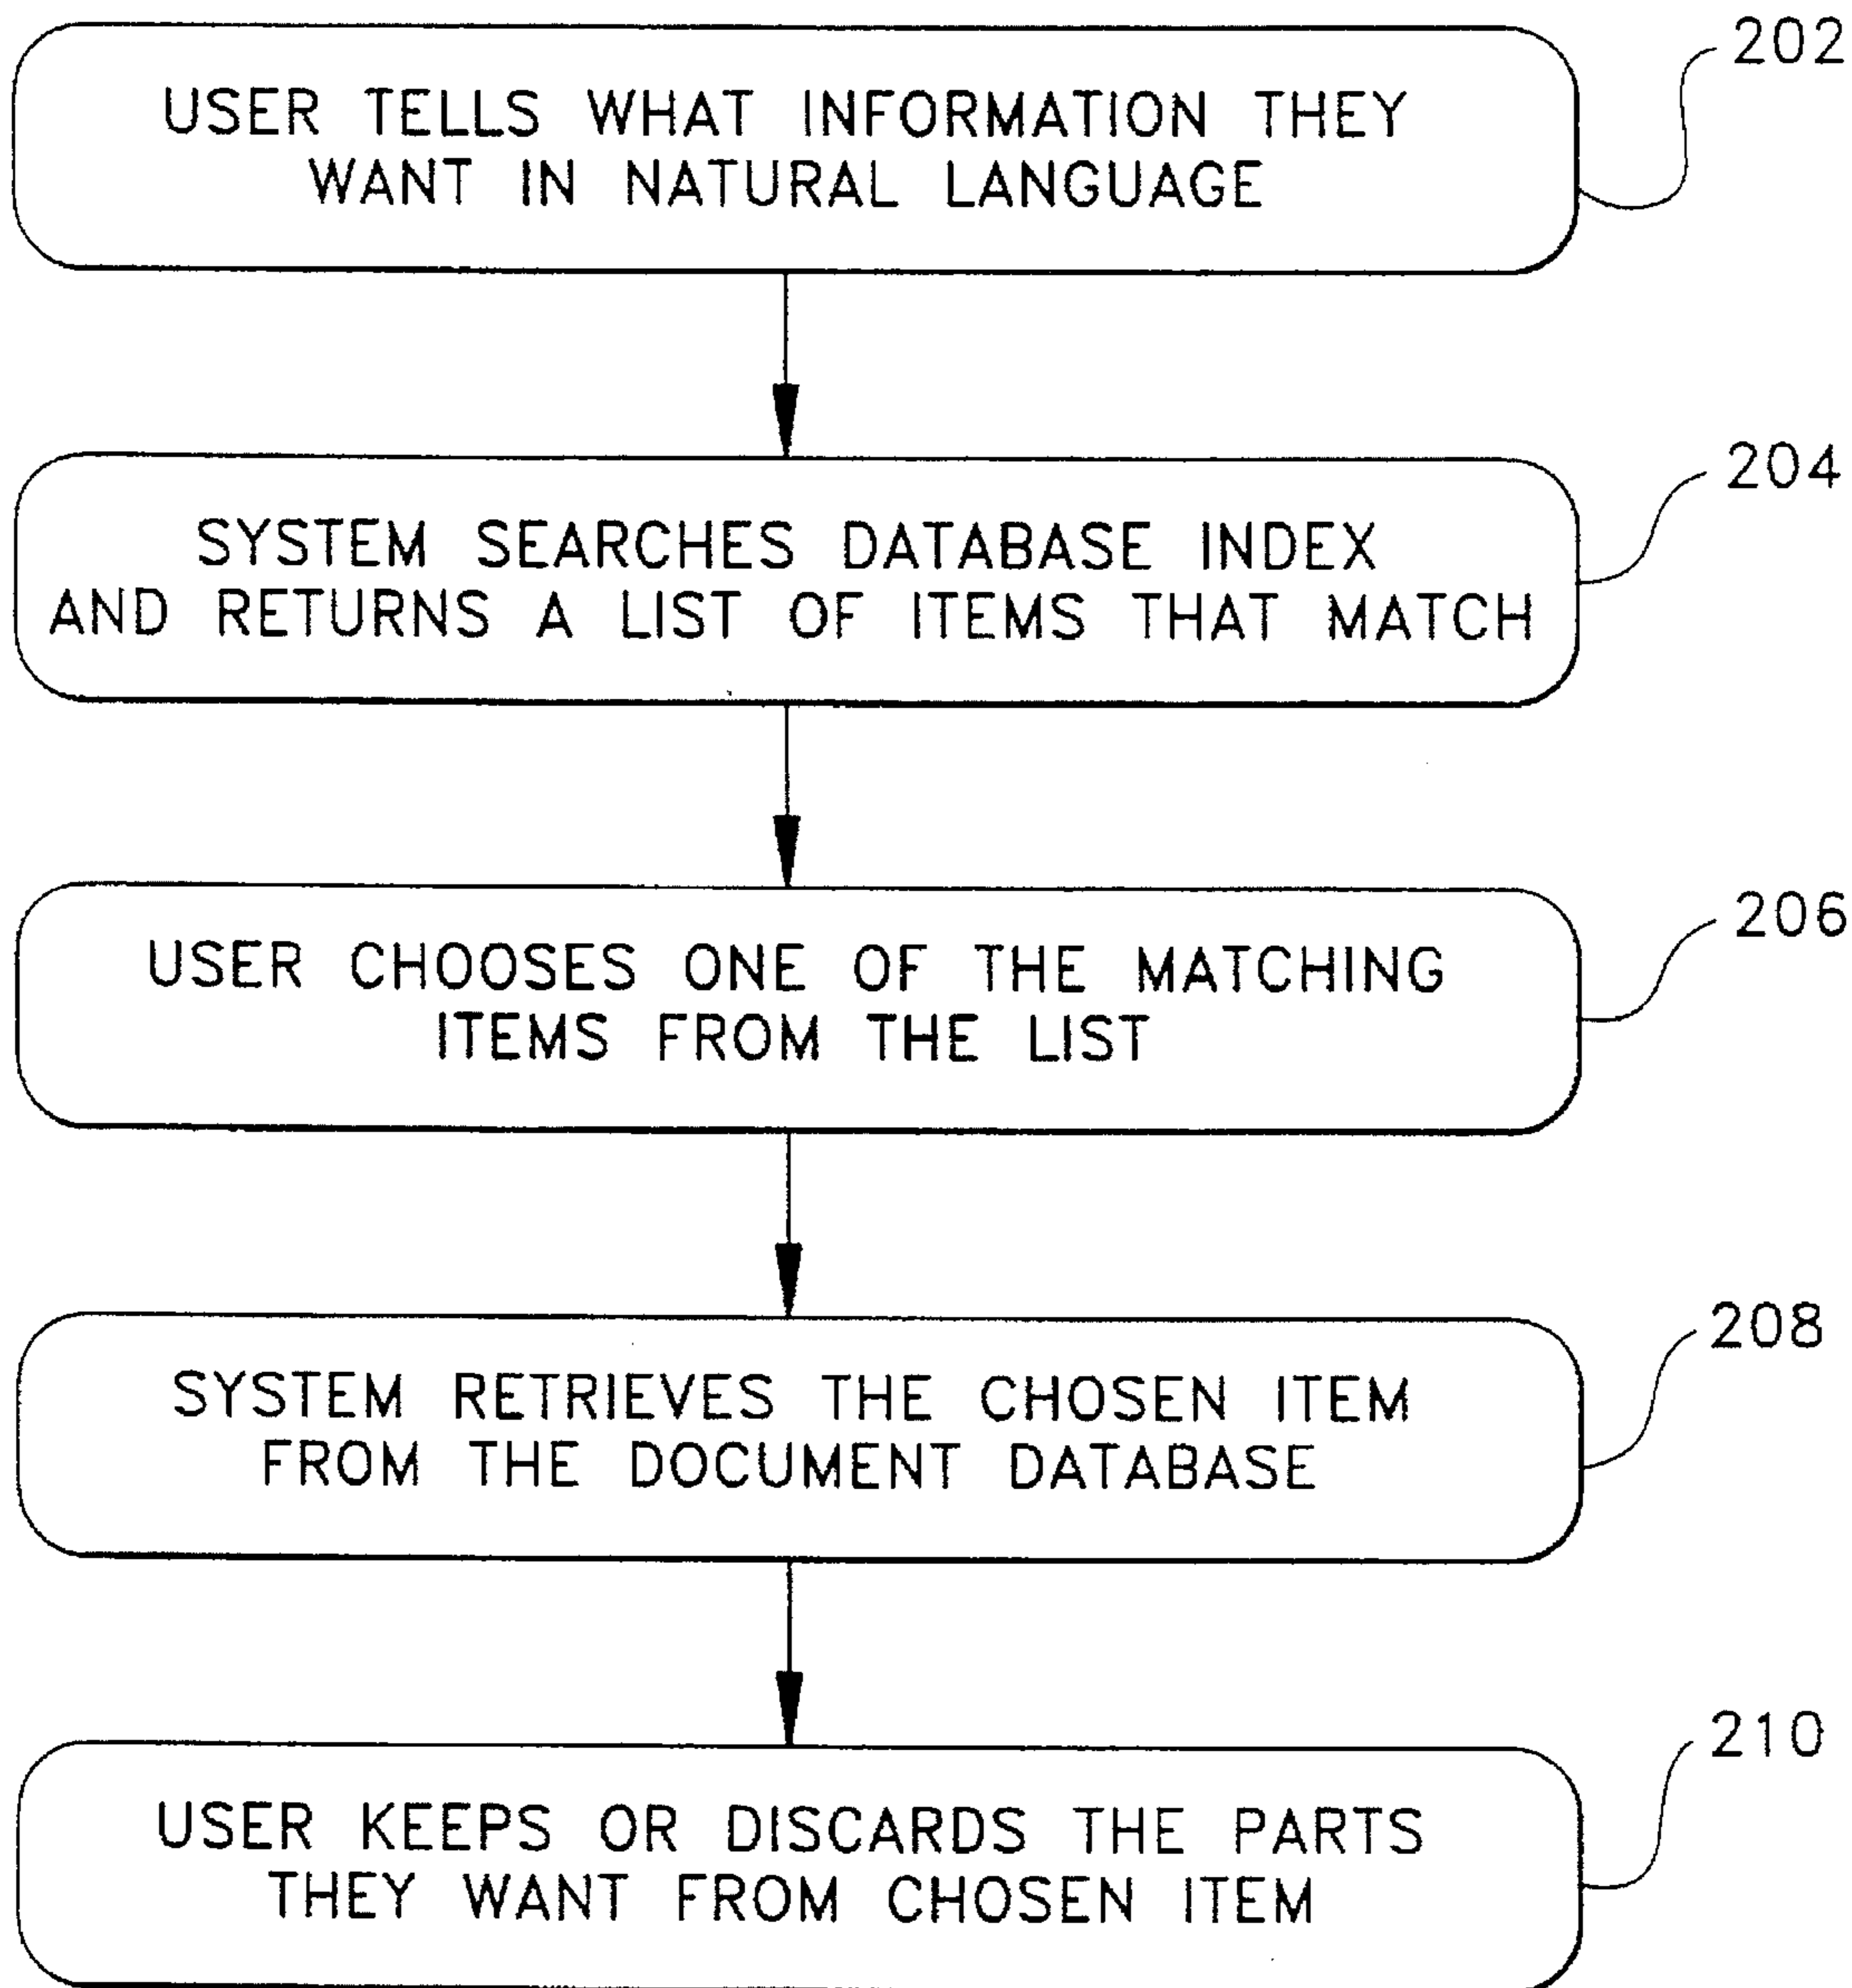 202
USER TELLS WHAT INFORMATION THEY
WANT IN NATURAL LANGUAGE
204
SYSTEM SEARCHES DATABASE INDEX
AND RETURNS A LIST OF ITEMS THAT MATCH
206
USER CHOOSES ONE OF THE MATCHING
ITEMS FROM THE LIST
208
SYSTEM RETRIEVES THE CHOSEN ITEM
FROM THE DOCUMENT DATABASE
210
USER KEEPS OR DISCARDS THE PARTS
THEY WANT FROM CHOSEN ITEM